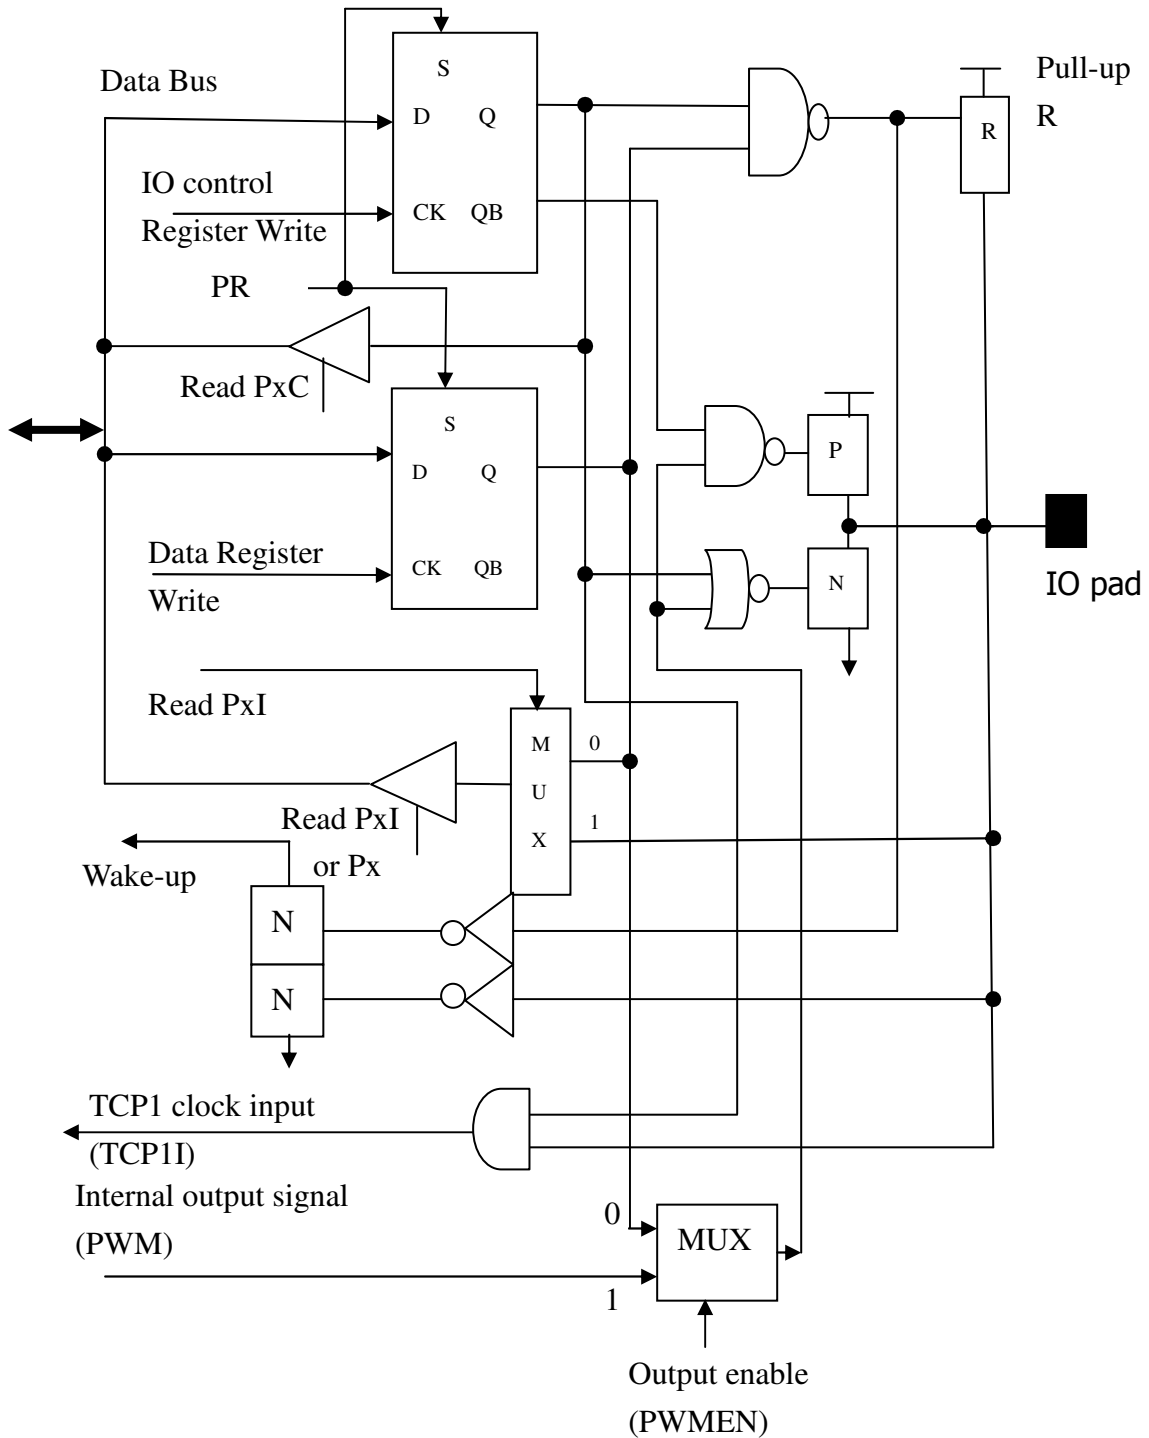 Pull-up
R
Data Bus
S
D Q
R
IO control
Register Write
CK QB
PR
Read PxC
S
D Q
P
Data Register
Write
CK QB
N
IO pad
Read PxI
M
U
X
0
1
Read PxI
or Px
Wake-up
N
N
TCP1 clock input
(TCP1I)
Internal output signal
(PWM)
0
MUX
1
Output enable
(PWMEN)